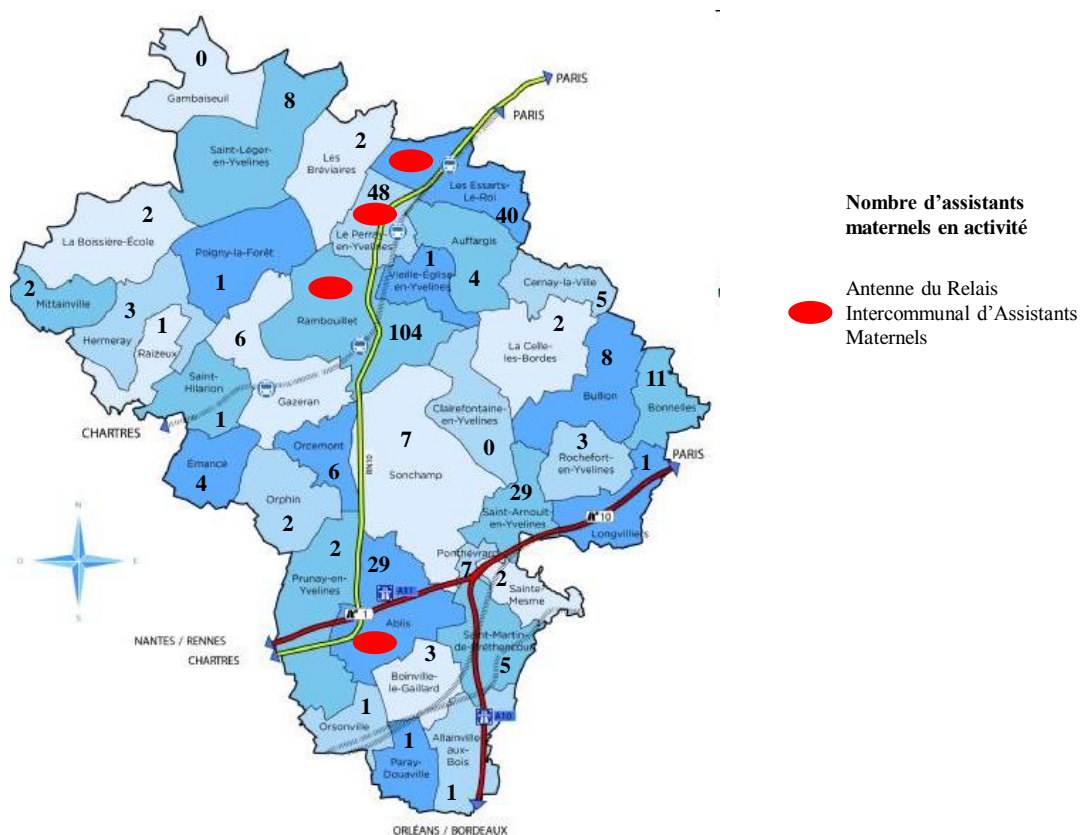 0
Gambaiseuil
8
Saint-Léger-
en-Yvelines
2
Les
Bréviaires
PARIS
PARIS
48
Les Essarts-
Le-Roi
40
Le Perray-
en-Yvelines
Auffargis
4
1
Vieille-Église-
en-Yvelines
Cernay-la-Ville
5
2
La Boissière-École
Poigny-la-Forêt
1
2
Mittainville
3
Hermeray
1
Raizeux
6
Gazeran
Rambouillet
104
2
La Celle-
les-Bordes
8
Bullion
11
Bonnelles
Saint-
Hilarion
1
CHARTRES
Émancé
4
Orcemont
6
RN10
7
Sonchamp
Clairefontaine-
en-Yvelines
0
3
Rochefort-
en-Yvelines
1
PARIS
Longvilliers
10
29
Saint-Arnoult-
en-Yvelines
Orphin
2
N
O
E
S
2
Prunay-en-
Yvelines
29
A11
1
Ablis
Ponthévrard
7
2
Sainte-
Mesme
NANTES / RENNES
CHARTRES
Saint-Martin-
de-Bréthencourt
5
3
Boinville-
le-Gaillard
1
Orsonville
1
Paray-
Douaville
Allainville-
aux-
Bois
1
A10
ORLÉANS / BORDEAUX
Nombre d'assistants
maternels en activité
Antenne du Relais
Intercommunal d'Assistants
Maternels